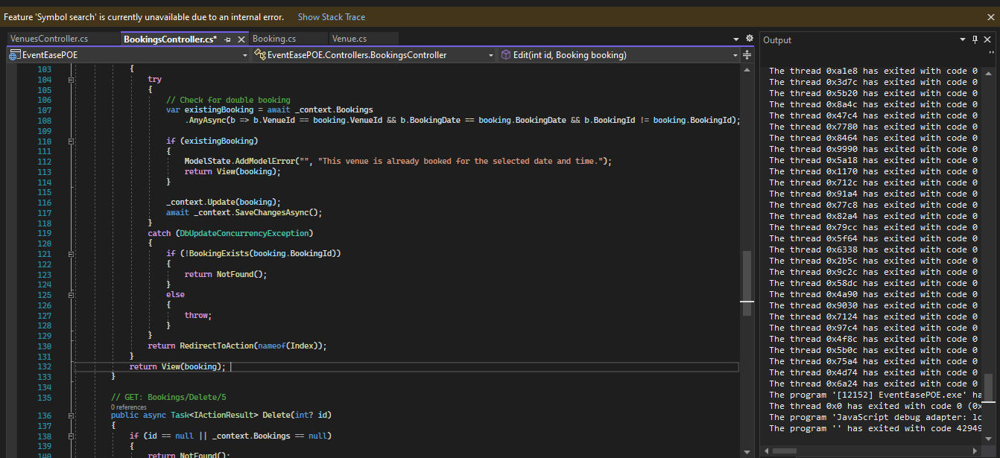 Feature 'Symbol search' is currently unavailable due to an internal error. Show Stack Trace
VenuesController.cs BookingsController.cs* Booking.cs Venue.cs
Output
EventEasePOE EventEasePOE.Controllers.BookingsController Edit(int id, Booking booking)
103 {
104 try
105 {
106 // Check for double booking
107 var existingBooking = await _context.Bookings
108 .AnyAsync(b => b.VenueId == booking.VenueId && b.BookingDate == booking.BookingDate && b.BookingId != booking.BookingId);
109
110 if (existingBooking)
111 {
112 ModelState.AddModelError("", "This venue is already booked for the selected date and time.");
113 return View(booking);
114 }
115
116 _context.Update(booking);
117 await _context.SaveChangesAsync();
118 }
119 catch (DbUpdateConcurrencyException)
120 {
121 if (!BookingExists(booking.BookingId))
122 {
123 return NotFound();
124 }
125 else
126 {
127 throw;
128 }
129 }
130 return RedirectToAction(nameof(Index));
131 }
132 return View(booking);
133 }
134
135 // GET: Bookings/Delete/5
0 references
136 public async Task<IActionResult> Delete(int? id)
137 {
138 if (id == null || _context.Bookings == null)
139 {
140 return NotFound();
The thread 0xa1e8 has exited with code 0
The thread 0x3d7c has exited with code 0
The thread 0x5b20 has exited with code 0
The thread 0x8a4c has exited with code 0
The thread 0x47c4 has exited with code 0
The thread 0x7780 has exited with code 0
The thread 0x8464 has exited with code 0
The thread 0x9990 has exited with code 0
The thread 0x5a18 has exited with code 0
The thread 0x1170 has exited with code 0
The thread 0x712c has exited with code 0
The thread 0x91a4 has exited with code 0
The thread 0x77c8 has exited with code 0
The thread 0x82a4 has exited with code 0
The thread 0x79cc has exited with code 0
The thread 0x5f64 has exited with code 0
The thread 0x6338 has exited with code 0
The thread 0x2b5c has exited with code 0
The thread 0x9c2c has exited with code 0
The thread 0x58dc has exited with code 0
The thread 0x4a90 has exited with code 0
The thread 0x9030 has exited with code 0
The thread 0x7124 has exited with code 0
The thread 0x97c4 has exited with code 0
The thread 0x4f8c has exited with code 0
The thread 0x5b0c has exited with code 0
The thread 0x75a4 has exited with code 0
The thread 0x4d74 has exited with code 0
The thread 0x6a24 has exited with code 0
The program '[12152] EventEasePOE.exe' ha
The thread 0x0 has exited with code 0 (0x
The program 'JavaScript debug adapter: lo
The program '' has exited with code 42949